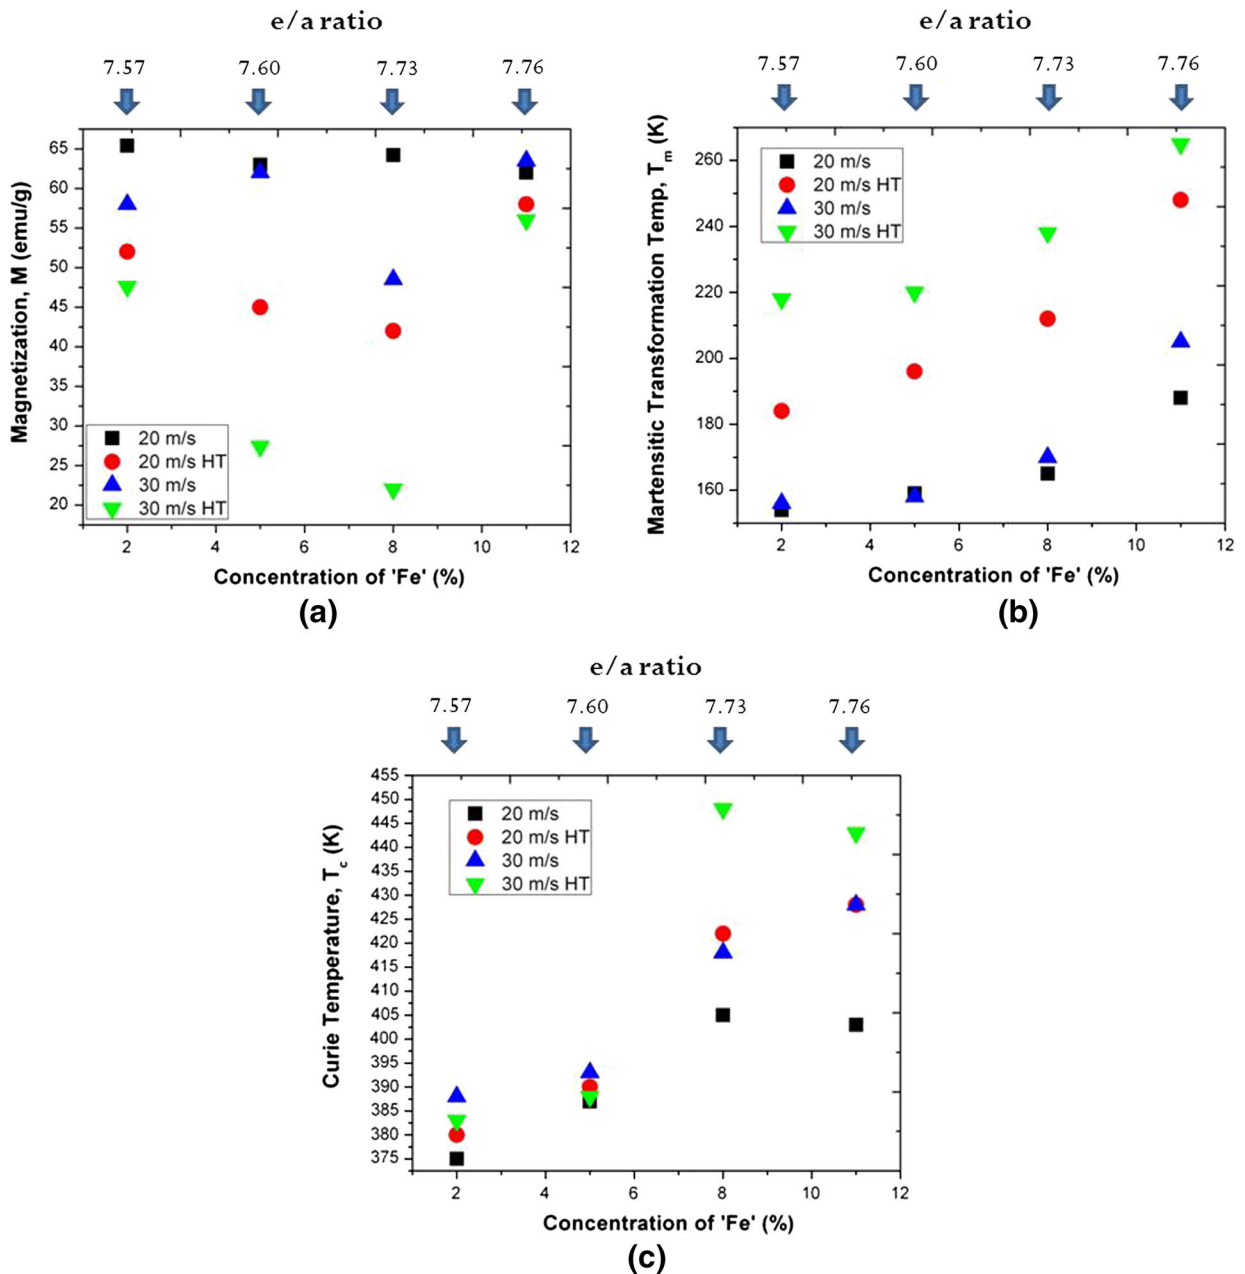 e/a ratio
7.57 7.60 7.73 7.76
65
60
55
50
45
40
35
30
25
20
Magnetization, M (emu/g)
20 m/s
20 m/s HT
30 m/s
30 m/s HT
2 4 6 8 10 12
Concentration of 'Fe' (%)
(a)
e/a ratio
7.57 7.60 7.73 7.76
260
240
220
200
180
160
Martensitic Transformation Temp, Tm (K)
20 m/s
20 m/s HT
30 m/s
30 m/s HT
2 4 6 8 10 12
Concentration of 'Fe' (%)
(b)
e/a ratio
7.57 7.60 7.73 7.76
455
450
445
440
435
430
425
420
415
410
405
400
395
390
385
380
375
Curie Temperature, Tc (K)
20 m/s
20 m/s HT
30 m/s
30 m/s HT
2 4 6 8 10 12
Concentration of 'Fe' (%)
(c)